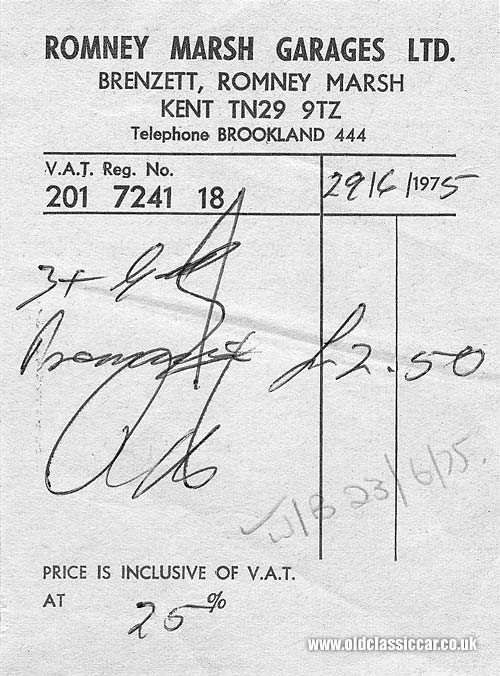 ROMNEY MARSH GARAGES LTD.
BRENZETT, ROMNEY MARSH
KENT TN29 9TZ
Telephone BROOKLAND 444
V.A.T. Reg. No.
201 7241 18
29/6/1975
3+
£2.50
W/B 23/6/75.
PRICE IS INCLUSIVE OF V.A.T.
AT 25%
www.oldclassiccar.co.uk